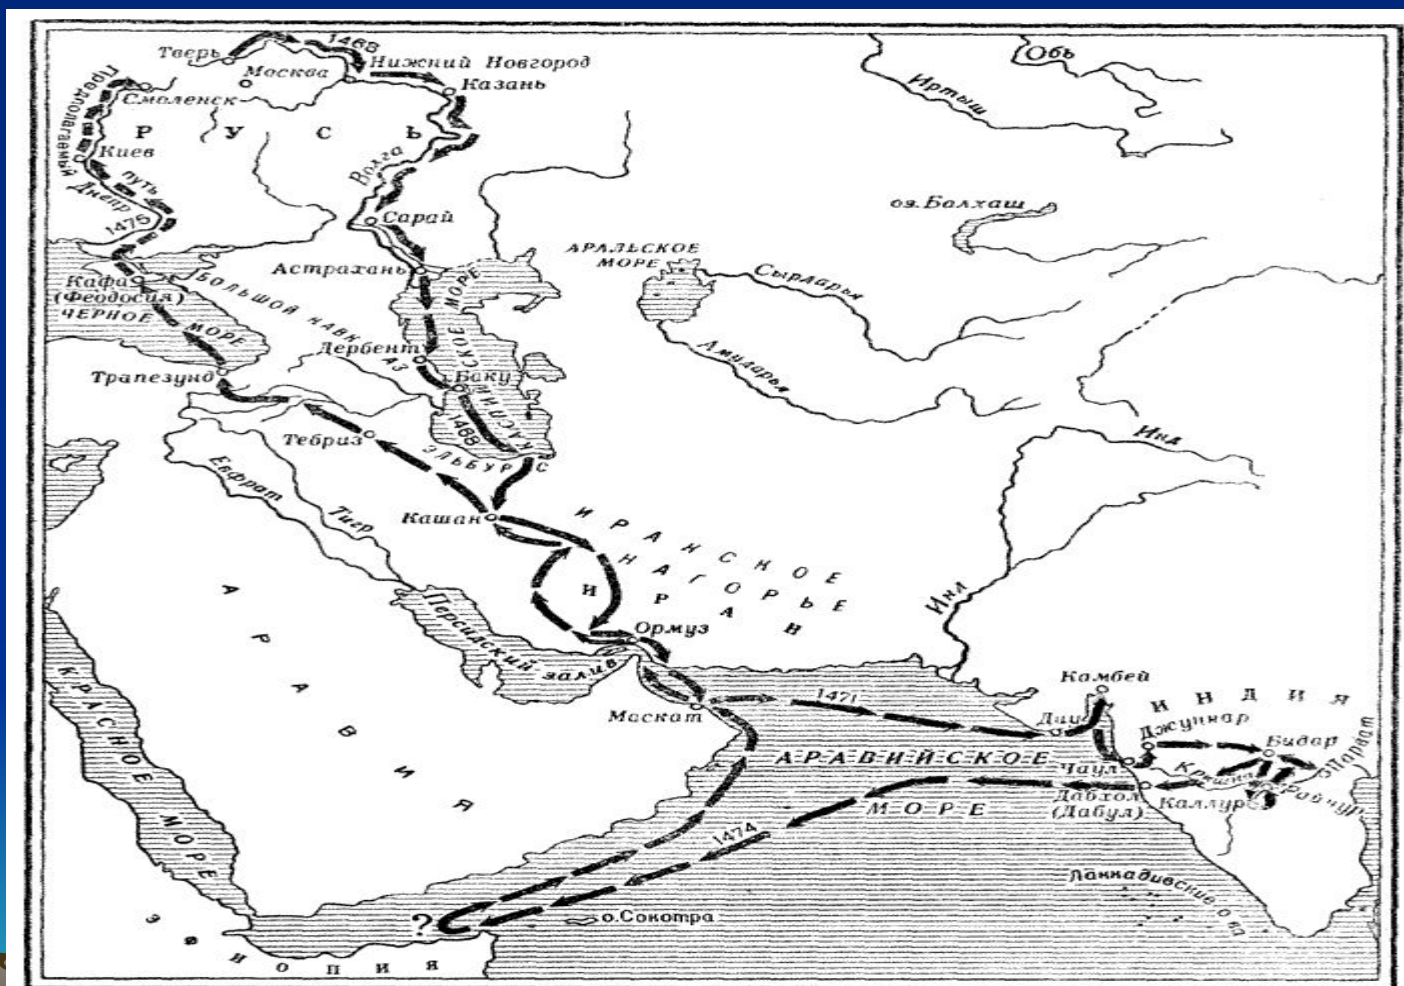 1468
Тверь
Нижний Новгород
Москва
Казань
Обь
Иртыш
Предполагаемый
путь
Смоленск
РУСЬ
Киев
Днепр
1475
Волга
Сарай
оз. Балхаш
АРАЛЬСКОЕ
МОРЕ
Сырдарья
Астрахань
Кафа
(Феодосия)
БОЛЬШОЙ КАВКАЗ
ЧЕРНОЕ
МОРЕ
КАСПИЙСКОЕ МОРЕ
Дербент
Амударья
Баку
Трапезунд
1468
Тебриз
ЭЛЬБУРС
Инд
Евфрат
Тигр
Кашан
ИРАНСКОЕ
НАГОРЬЕ
ИРАН
АРАВИЯ
Персидский залив
Ормуз
Инд
КРАСНОЕ МОРЕ
Маскат
1471
Камбей
ИНДИЯ
Диу
Джуннар
Бидар
Парват
АРАВИЙСКОЕ
МОРЕ
Чаул
Кришна
Райчур
Дабхол
(Дабул)
Каллур
1474
Лаккадивские о-ва
?
о. Сокотра
Эфиопия